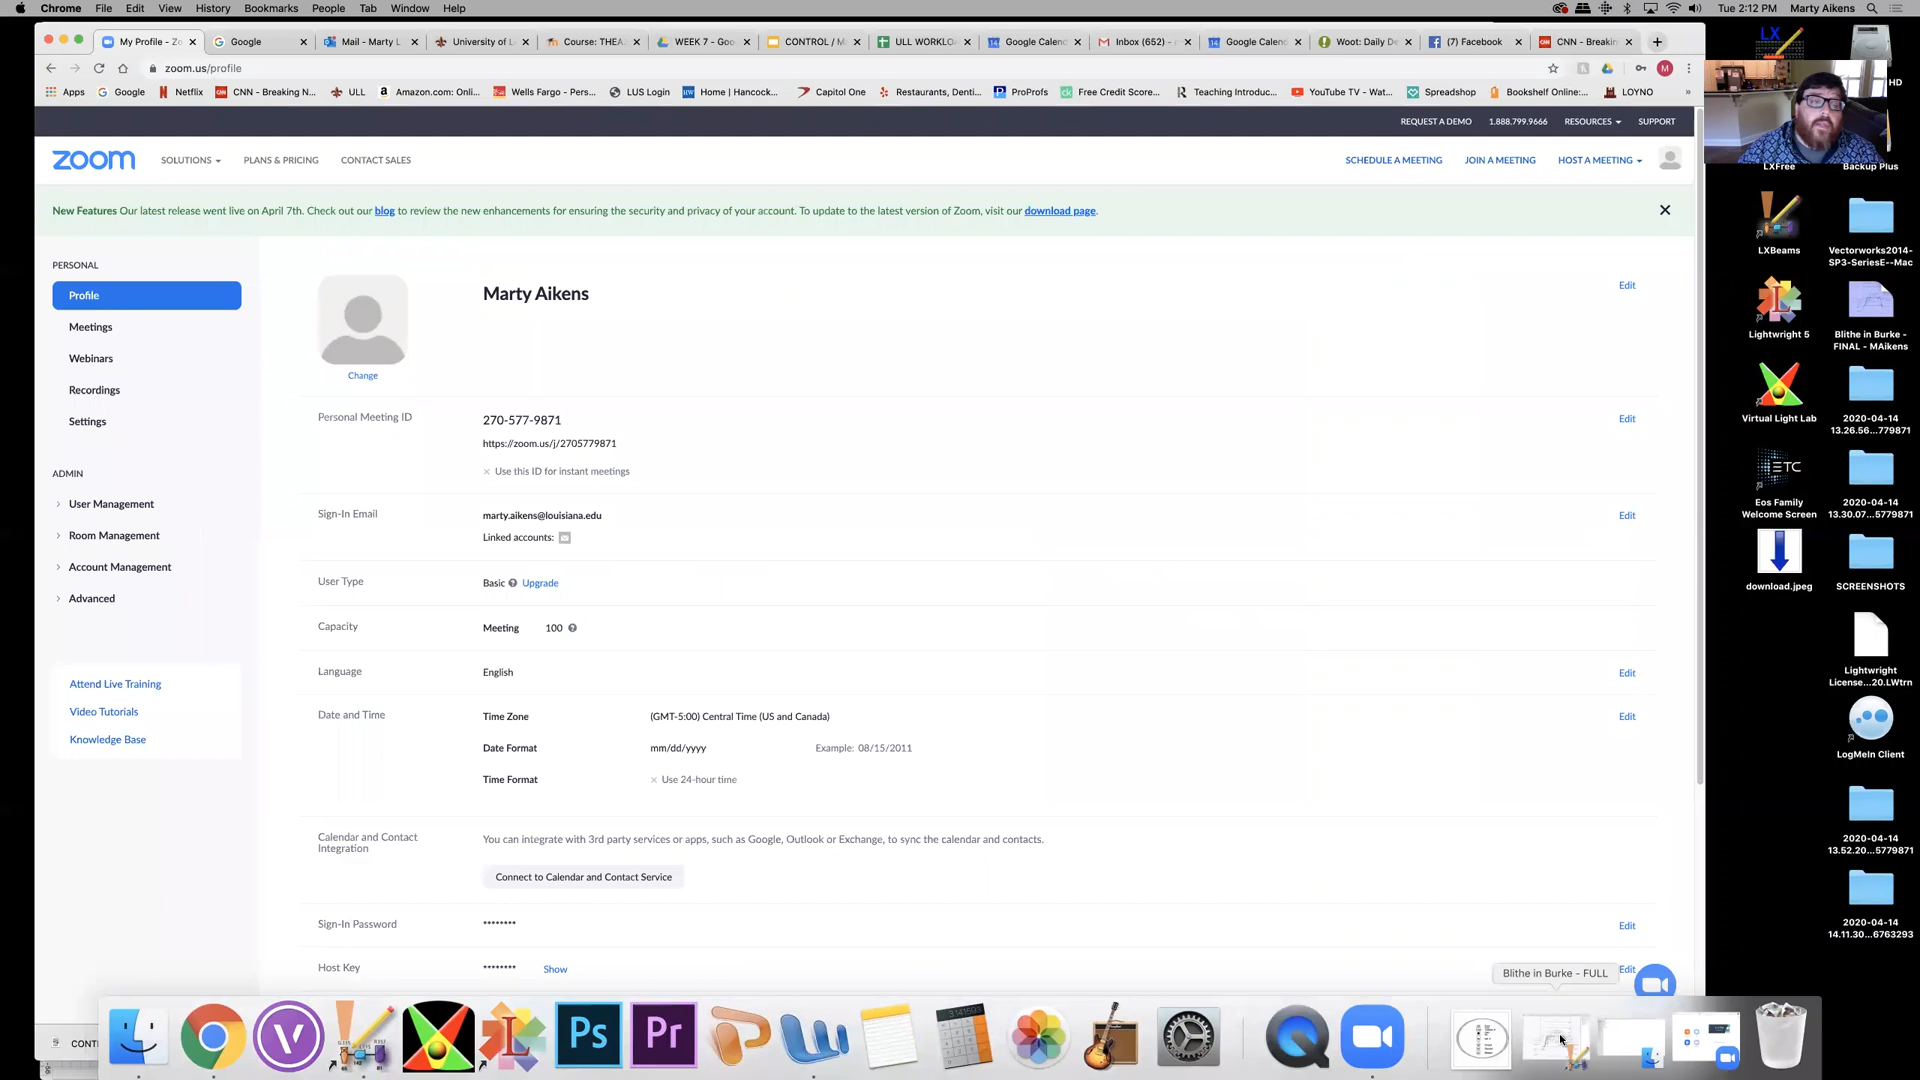 Chrome File Edit View History Bookmarks People Tab Window Help Tue 2:12 PM Marty Aikens
My Profile - Zo Google Mail - Marty L University of L Course: THEA WEEK 7 - Goo CONTROL / M ULL WORKLO Google Calen Inbox (652) - Google Calen Woot: Daily De (7) Facebook CNN - Breakin
zoom.us/profile
Apps Google Netflix CNN - Breaking N... ULL Amazon.com: Onli... Wells Fargo - Pers... LUS Login Home | Hancock... Capitol One Restaurants, Denti... ProProfs Free Credit Score... Teaching Introduc... YouTube TV - Wat... Spreadshop Bookshelf Online:... LOYNO »
REQUEST A DEMO 1.888.799.9666 RESOURCES SUPPORT
zoom SOLUTIONS PLANS & PRICING CONTACT SALES SCHEDULE A MEETING JOIN A MEETING HOST A MEETING
New Features Our latest release went live on April 7th. Check out our blog to review the new enhancements for ensuring the security and privacy of your account. To update to the latest version of Zoom, visit our download page.
PERSONAL
Profile
Meetings
Webinars
Recordings
Settings
ADMIN
User Management
Room Management
Account Management
Advanced
Attend Live Training
Video Tutorials
Knowledge Base
Marty Aikens Edit
Change
Personal Meeting ID 270-577-9871 Edit
https://zoom.us/j/2705779871
Use this ID for instant meetings
Sign-In Email marty.aikens@louisiana.edu Edit
Linked accounts:
User Type Basic Upgrade
Capacity Meeting 100
Language English Edit
Date and Time Time Zone (GMT-5:00) Central Time (US and Canada) Edit
Date Format mm/dd/yyyy Example: 08/15/2011
Time Format Use 24-hour time
Calendar and Contact
Integration
You can integrate with 3rd party services or apps, such as Google, Outlook or Exchange, to sync the calendar and contacts.
Connect to Calendar and Contact Service
Sign-In Password ******** Edit
Host Key ******** Show Edit
Blithe in Burke - FULL
CONT
Ps Pr
LX
HD
LXFree
Backup Plus
LXBeams
Vectorworks2014-
SP3-SeriesE--Mac
Lightwright 5
Blithe in Burke -
FINAL - MAikens
Virtual Light Lab
2020-04-14
13.26.56...779871
ETC
Eos Family
Welcome Screen
2020-04-14
13.30.07...5779871
download.jpeg
SCREENSHOTS
Lightwright
License...20.LWtrn
LogMeIn Client
2020-04-14
13.52.20...5779871
2020-04-14
14.11.30...6763293